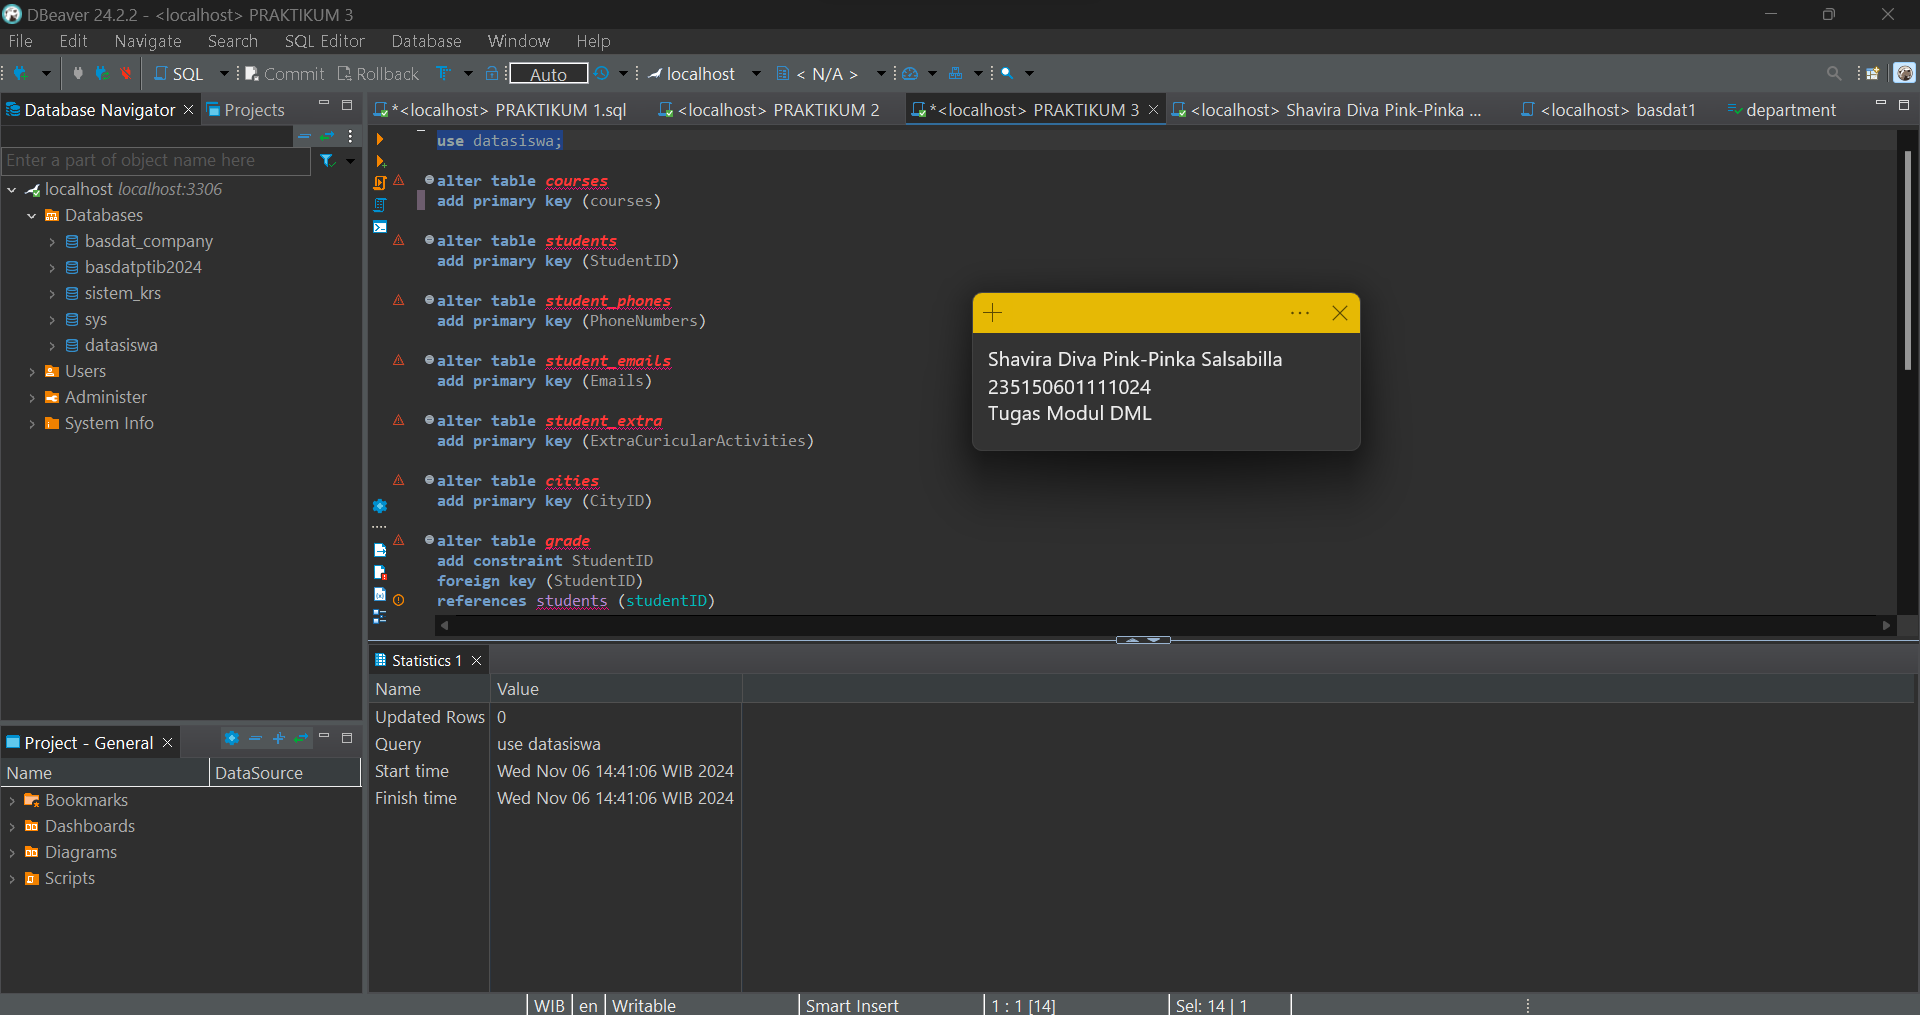 DBeaver 24.2.2 - <localhost> PRAKTIKUM 3
File Edit Navigate Search SQL Editor Database Window Help
SQL Commit Rollback Auto localhost < N/A >
Database Navigator Projects
*<localhost> PRAKTIKUM 1.sql <localhost> PRAKTIKUM 2 *<localhost> PRAKTIKUM 3 <localhost> Shavira Diva Pink-Pinka ... <localhost> basdat1 department
Enter a part of object name here
localhost localhost:3306
Databases
basdat_company
basdatptib2024
sistem_krs
sys
datasiswa
Users
Administer
System Info
use datasiswa;
alter table courses
add primary key (courses)
alter table students
add primary key (StudentID)
alter table student_phones
add primary key (PhoneNumbers)
alter table student_emails
add primary key (Emails)
alter table student_extra
add primary key (ExtraCuricularActivities)
alter table cities
add primary key (CityID)
alter table grade
add constraint StudentID
foreign key (StudentID)
references students (studentID)
Shavira Diva Pink-Pinka Salsabilla
235150601111024
Tugas Modul DML
Statistics 1
Name Value
Updated Rows 0
Query use datasiswa
Start time Wed Nov 06 14:41:06 WIB 2024
Finish time Wed Nov 06 14:41:06 WIB 2024
Project - General
Name DataSource
Bookmarks
Dashboards
Diagrams
Scripts
WIB en Writable Smart Insert 1 : 1 [14] Sel: 14 | 1